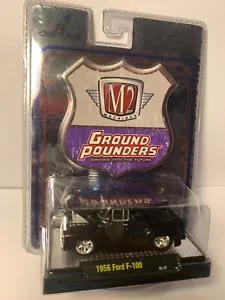 M2
MACHINES
GROUND
POUNDERS
DRIVING INTO THE FUTURE
1956 Ford F-100